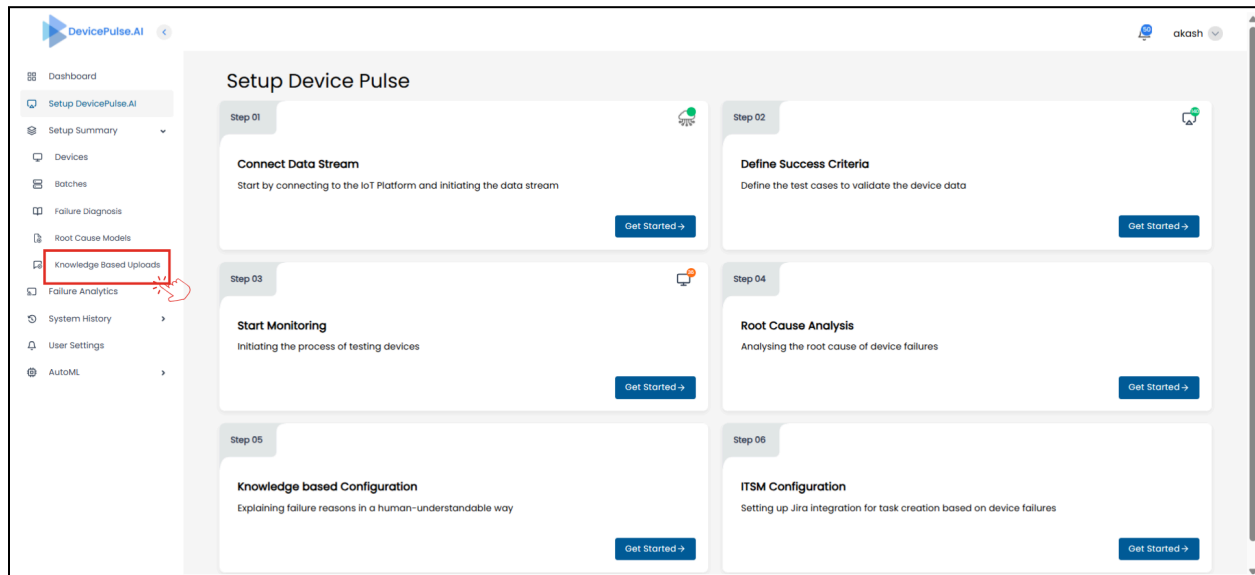 DevicePulse.AI
akash
Dashboard
Setup DevicePulse.AI
Setup Summary
Devices
Batches
Failure Diagnosis
Root Cause Models
Knowledge Based Uploads
Failure Analytics
System History
User Settings
AutoML
Setup Device Pulse
Step 01
Connect Data Stream
Start by connecting to the IoT Platform and initiating the data stream
Get Started→
Step 02
Define Success Criteria
Define the test cases to validate the device data
Get Started→
Step 03
Start Monitoring
Initiating the process of testing devices
Get Started→
Step 04
Root Cause Analysis
Analysing the root cause of device failures
Get Started→
Step 05
Knowledge based Configuration
Explaining failure reasons in a human-understandable way
Get Started→
Step 06
ITSM Configuration
Setting up Jira integration for task creation based on device failures
Get Started→